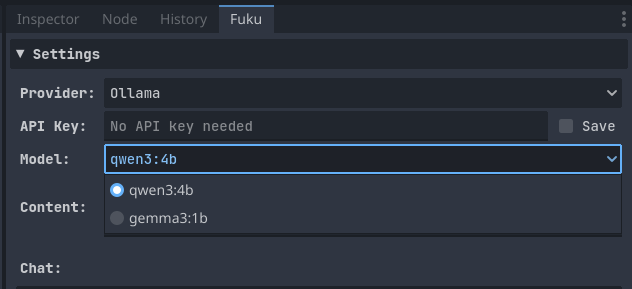 Inspector Node History Fuku
▼ Settings
Provider: Ollama
API Key: No API key needed Save
Model: qwen3:4b
qwen3:4b
Content:
gemma3:1b
Chat: